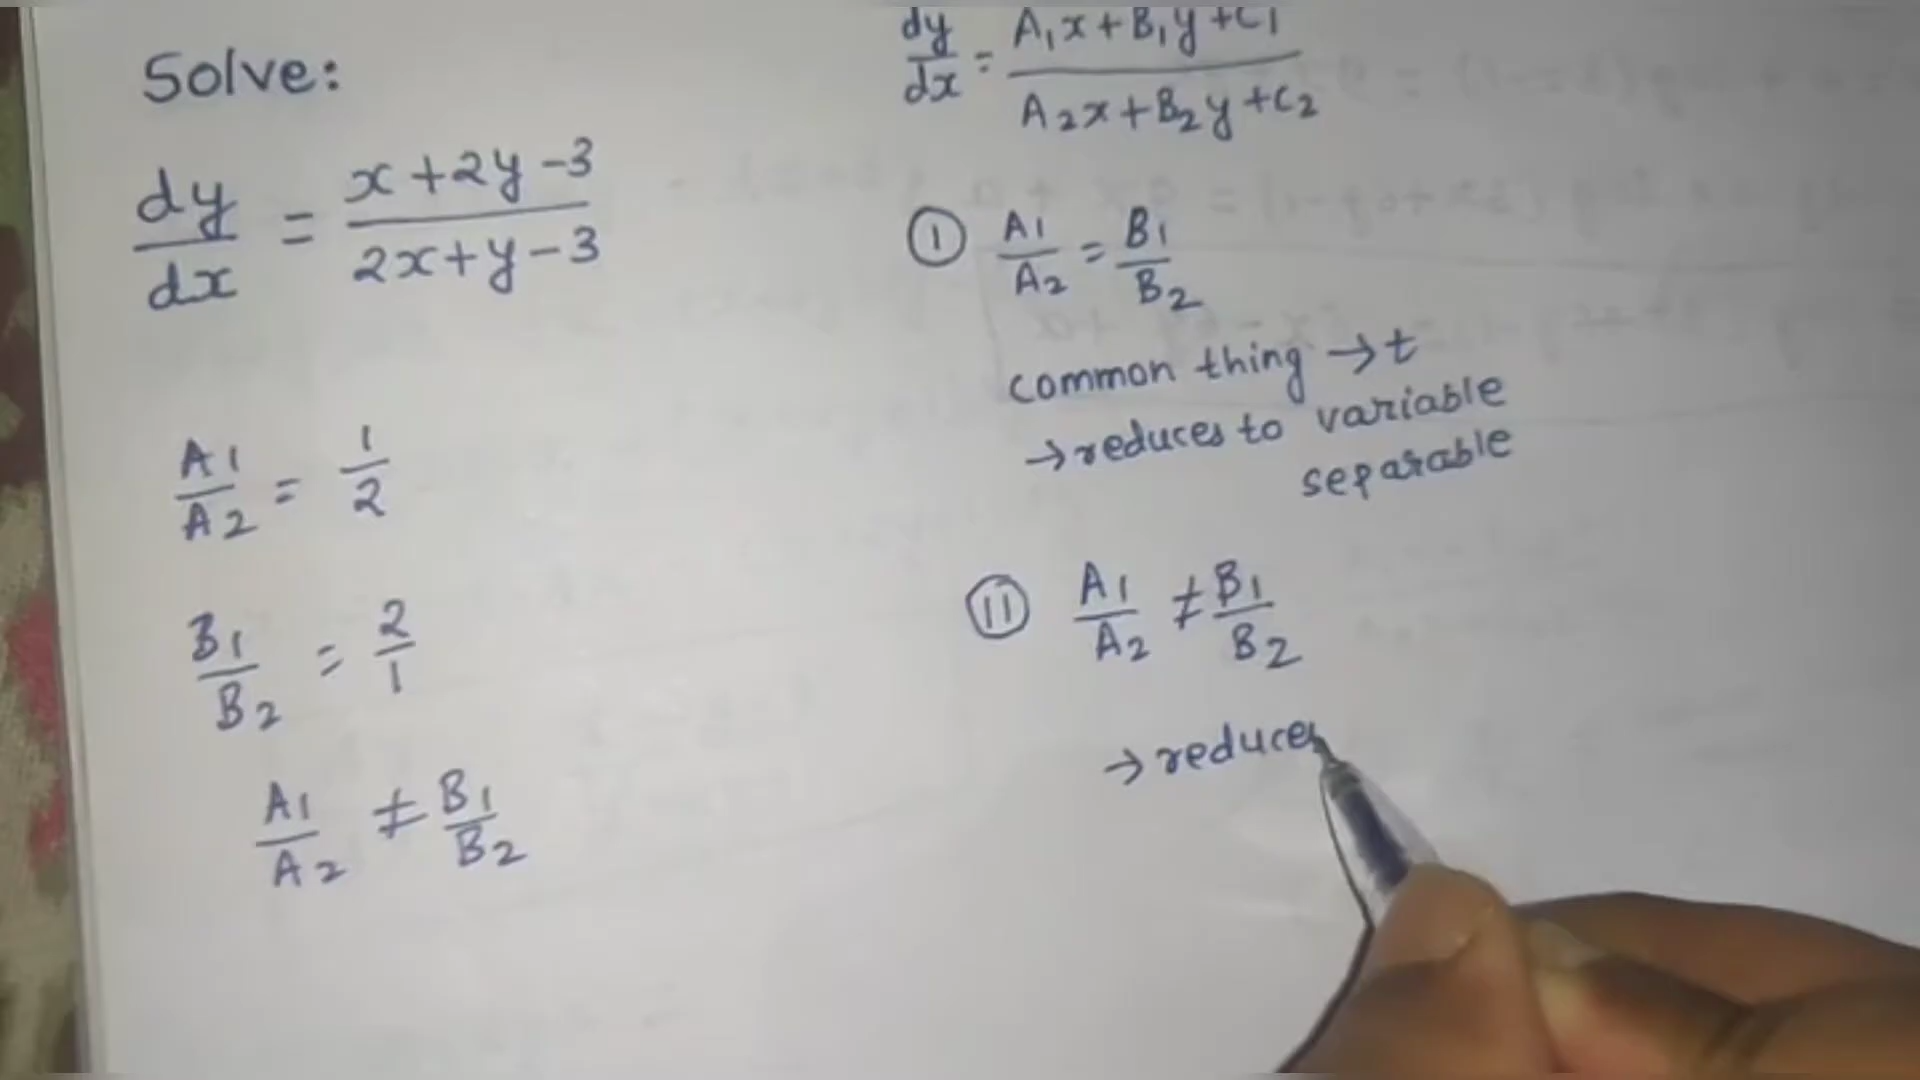 Solve:
dy/dx = x+2y-3/2x+y-3
A1/A2 = 1/2
B1/B2 = 2/1
A1/A2 ≠ B1/B2
dy/dx = A1x+B1y+C1/A2x+B2y+C2
① A1/A2 = B1/B2
common thing → t
→ reduces to variable
separable
⑪ A1/A2 ≠ B1/B2
→ reduces